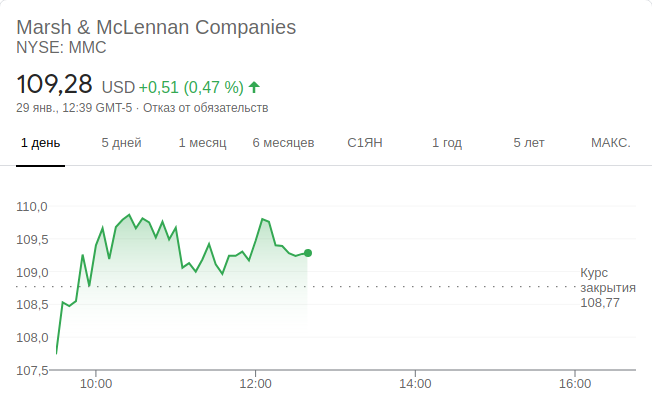 Marsh & McLennan Companies
NYSE: MMC
109,28 USD +0,51 (0,47 %)
29 янв., 12:39 GMT-5 · Отказ от обязательств
1 день 5 дней 1 месяц 6 месяцев С1ЯН 1 год 5 лет МАКС.
110,0
109,5
109,0
108,5
108,0
107,5
Курс
закрытия
108,77
10:00 12:00 14:00 16:00